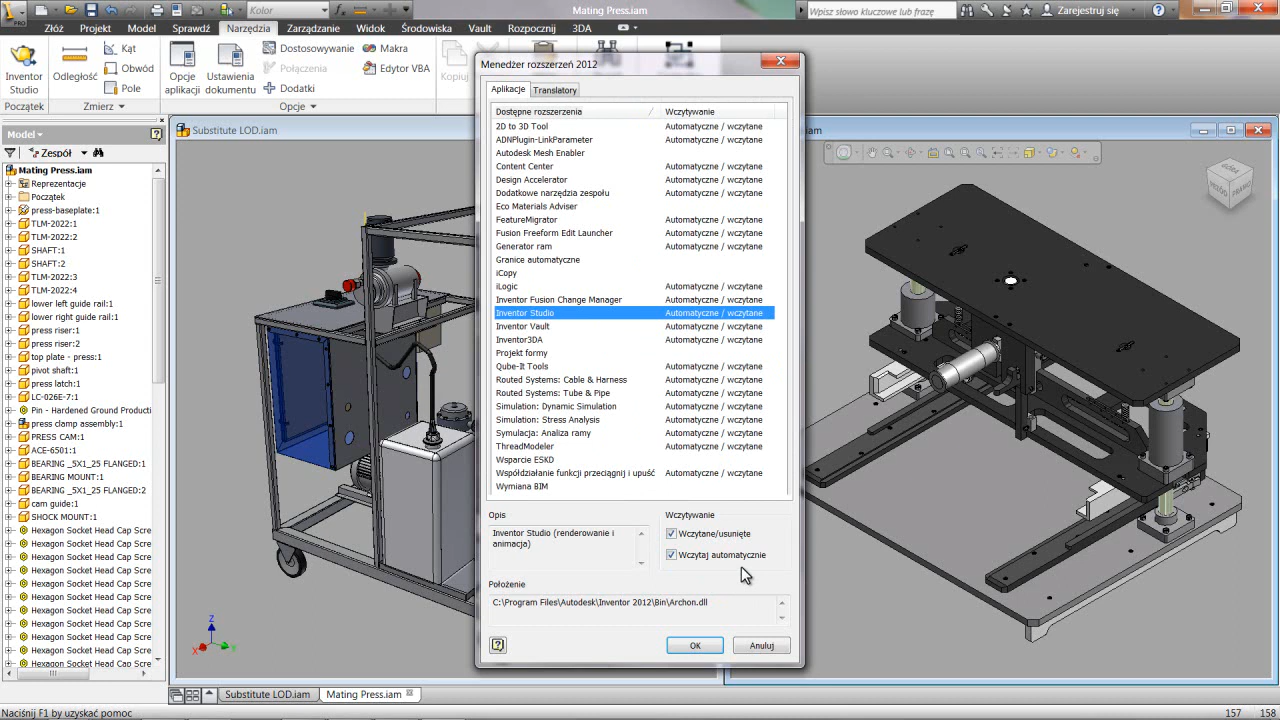 PRO
Kolor
Mating Press.iam
Wpisz słowo kluczowe lub frazę
Zarejestruj się
Złóż Projekt Model Sprawdź Narzędzia Zarządzanie Widok Środowiska Vault Rozpocznij 3DA
Inventor Studio
Odległość
Kąt
Obwód
Pole
Opcje aplikacji
Ustawienia dokumentu
Dostosowywanie
Połączenia
Dodatki
Makra
Edytor VBA
Kopiuj
Początek
Zmierz
Opcje
Model
Zespół
Mating Press.iam
Reprezentacje
Początek
press-baseplate:1
TLM-2022:1
TLM-2022:2
SHAFT:1
SHAFT:2
TLM-2022:3
TLM-2022:4
lower left guide rail:1
lower right guide rail:1
press riser:1
press riser:2
top plate - press:1
pivot shaft:1
press latch:1
LC-026E-7:1
Pin - Hardened Ground Producti
press clamp assembly:1
PRESS CAM:1
ACE-6501:1
BEARING _5X1_25 FLANGED:1
BEARING MOUNT:1
BEARING _5X1_25 FLANGED:2
cam guide:1
SHOCK MOUNT:1
Hexagon Socket Head Cap Scre
Hexagon Socket Head Cap Scre
Hexagon Socket Head Cap Scre
Hexagon Socket Head Cap Scre
Hexagon Socket Head Cap Scre
Hexagon Socket Head Cap Scre
Hexagon Socket Head Cap Scre
Hexagon Socket Head Cap Scre
Hexagon Socket Head Cap Scre
Hexagon Socket Head Cap Scre
Hexagon Socket Head Cap Scre
Substitute LOD.iam
Z
X
Y
Menedżer rozszerzeń 2012
Aplikacje Translatory
Dostępne rozszerzenia Wczytywanie
2D to 3D Tool Automatyczne / wczytane
ADNPlugin-LinkParameter Automatyczne / wczytane
Autodesk Mesh Enabler
Content Center Automatyczne / wczytane
Design Accelerator Automatyczne / wczytane
Dodatkowe narzędzia zespołu Automatyczne / wczytane
Eco Materials Adviser
FeatureMigrator Automatyczne / wczytane
Fusion Freeform Edit Launcher Automatyczne / wczytane
Generator ram Automatyczne / wczytane
Granice automatyczne
iCopy
iLogic Automatyczne / wczytane
Inventor Fusion Change Manager Automatyczne / wczytane
Inventor Studio Automatyczne / wczytane
Inventor Vault Automatyczne / wczytane
Inventor3DA Automatyczne / wczytane
Projekt formy
Qube-It Tools Automatyczne / wczytane
Routed Systems: Cable & Harness Automatyczne / wczytane
Routed Systems: Tube & Pipe Automatyczne / wczytane
Simulation: Dynamic Simulation Automatyczne / wczytane
Simulation: Stress Analysis Automatyczne / wczytane
Symulacja: Analiza ramy Automatyczne / wczytane
ThreadModeler Automatyczne / wczytane
Wsparcie ESKD
Współdziałanie funkcji przeciągnij i upuść Automatyczne / wczytane
Wymiana BIM
Opis
Inventor Studio (renderowanie i
animacja)
Wczytywanie
Wczytane/usunięte
Wczytaj automatycznie
Położenie
C:\Program Files\Autodesk\Inventor 2012\Bin\Archon.dll
OK Anuluj
am
Substitute LOD.iam Mating Press.iam
Naciśnij F1 by uzyskać pomoc
157 158